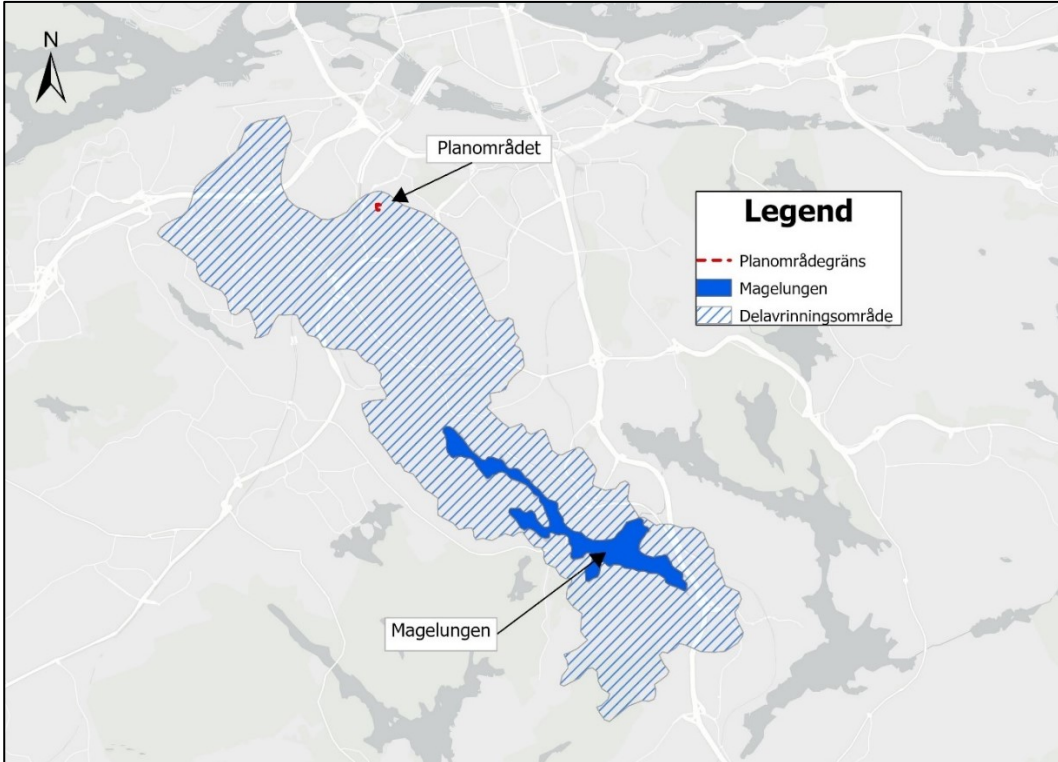 N
Planområdet
Legend
Planområdegräns
Magelungen
Delavrinningsområde
Magelungen